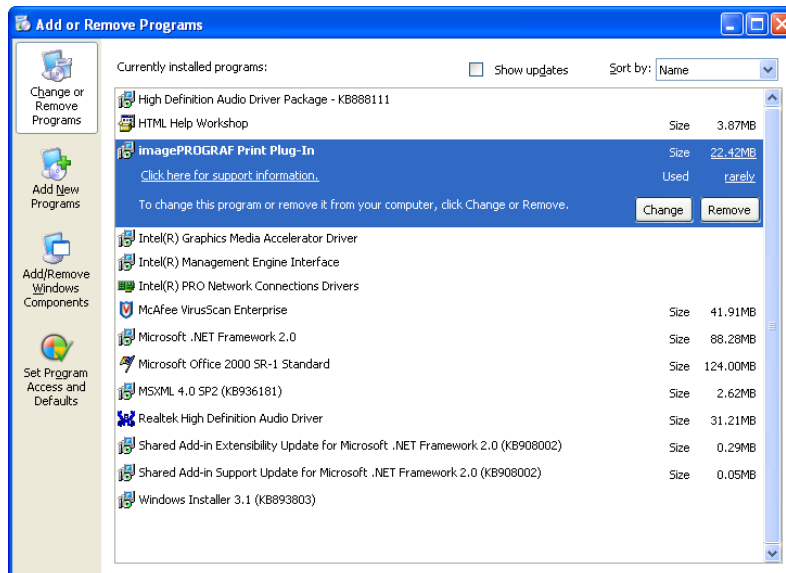 Add or Remove Programs
Change or
Remove
Programs
Add New
Programs
Add/Remove
Windows
Components
Set Program
Access and
Defaults
Currently installed programs:
Show updates
Sort by: Name
High Definition Audio Driver Package - KB888111
HTML Help Workshop Size 3.87MB
imagePROGRAF Print Plug-In Size 22.42MB
Click here for support information. Used rarely
To change this program or remove it from your computer, click Change or Remove. Change Remove
Intel(R) Graphics Media Accelerator Driver
Intel(R) Management Engine Interface
Intel(R) PRO Network Connections Drivers
McAfee VirusScan Enterprise Size 41.91MB
Microsoft .NET Framework 2.0 Size 88.28MB
Microsoft Office 2000 SR-1 Standard Size 124.00MB
MSXML 4.0 SP2 (KB936181) Size 2.62MB
Realtek High Definition Audio Driver Size 31.21MB
Shared Add-in Extensibility Update for Microsoft .NET Framework 2.0 (KB908002) Size 0.29MB
Shared Add-in Support Update for Microsoft .NET Framework 2.0 (KB908002) Size 0.05MB
Windows Installer 3.1 (KB893803)